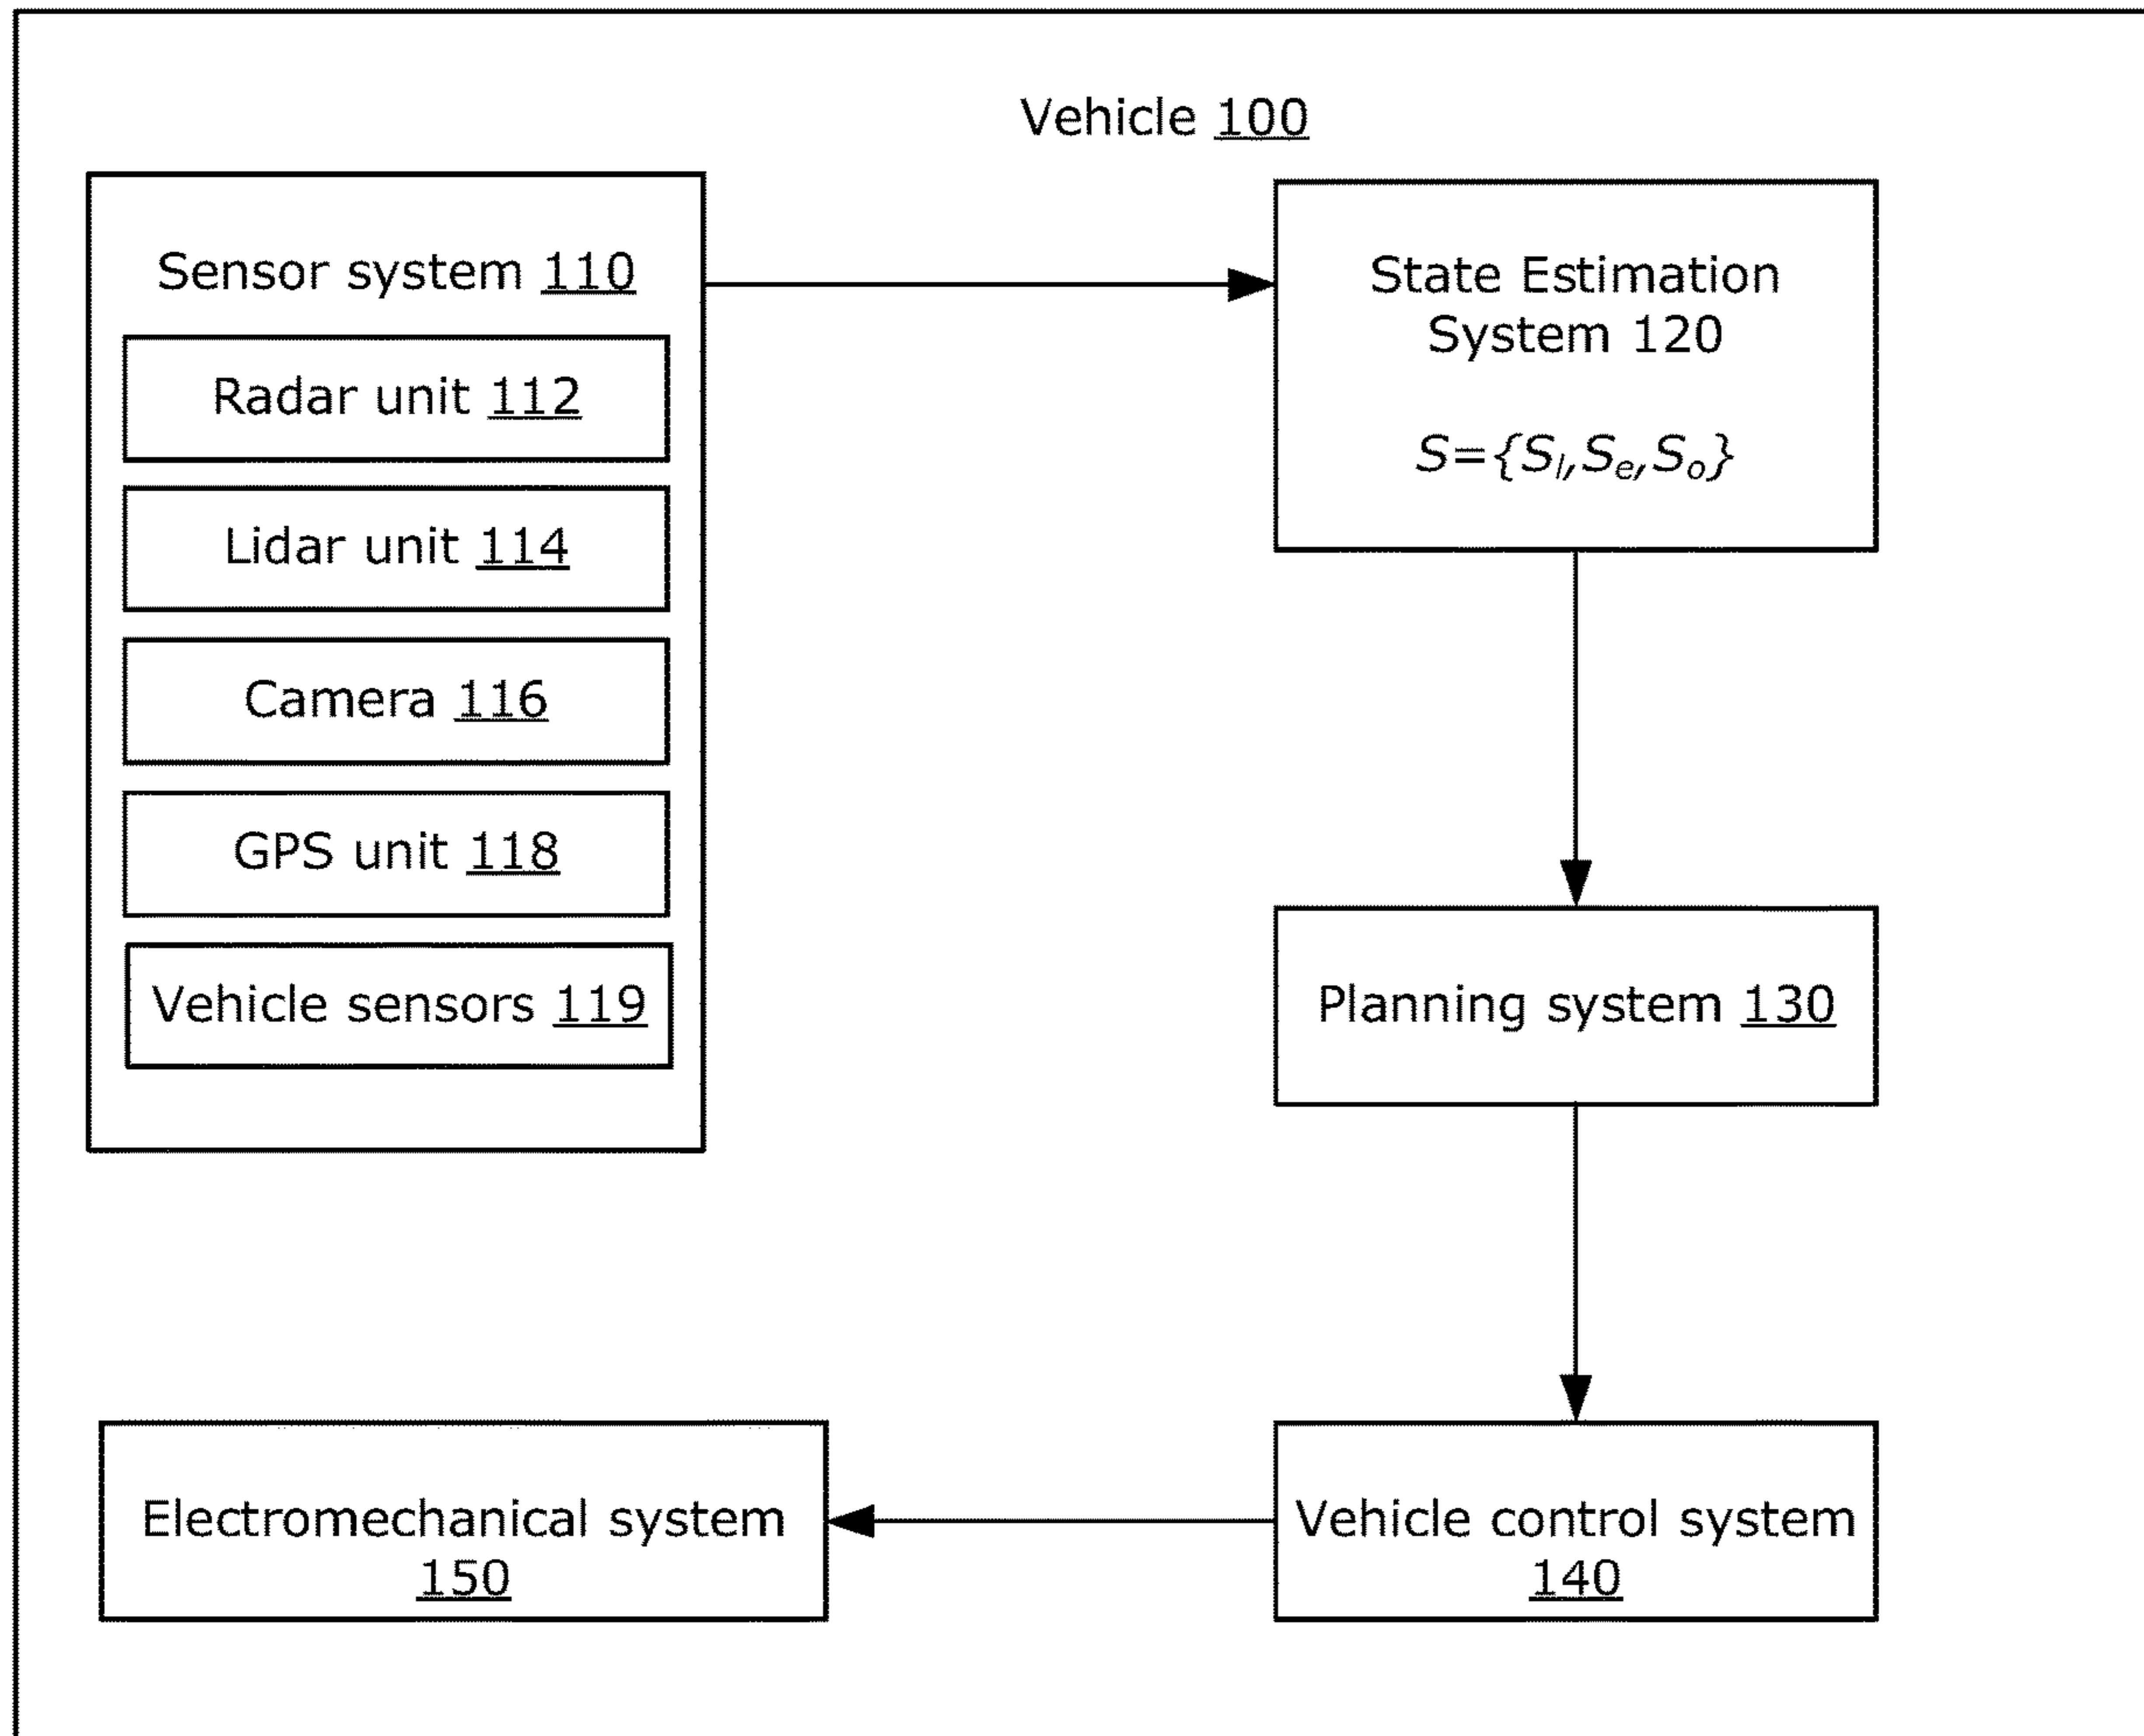 Vehicle 100
Sensor system 110
Radar unit 112
Lidar unit 114
Camera 116
GPS unit 118
Vehicle sensors 119
State Estimation
System 120
S={Sₗ,Sₑ,Sₒ}
Planning system 130
Vehicle control system
140
Electromechanical system
150